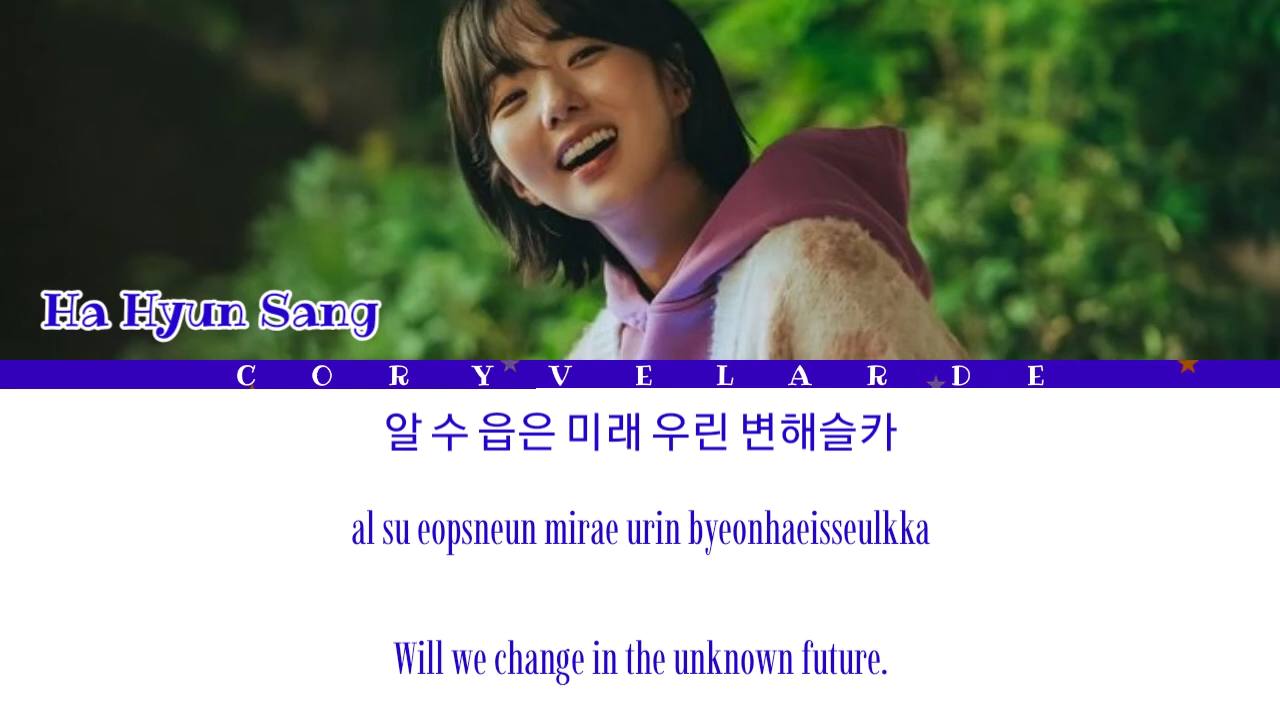 Ha Hyun Sang
CORYVELARDE
알 수 읍은 미래 우린 변해슬카
al su eopsneun mirae urin byeonhaeisseulkka
Will we change in the unknown future.